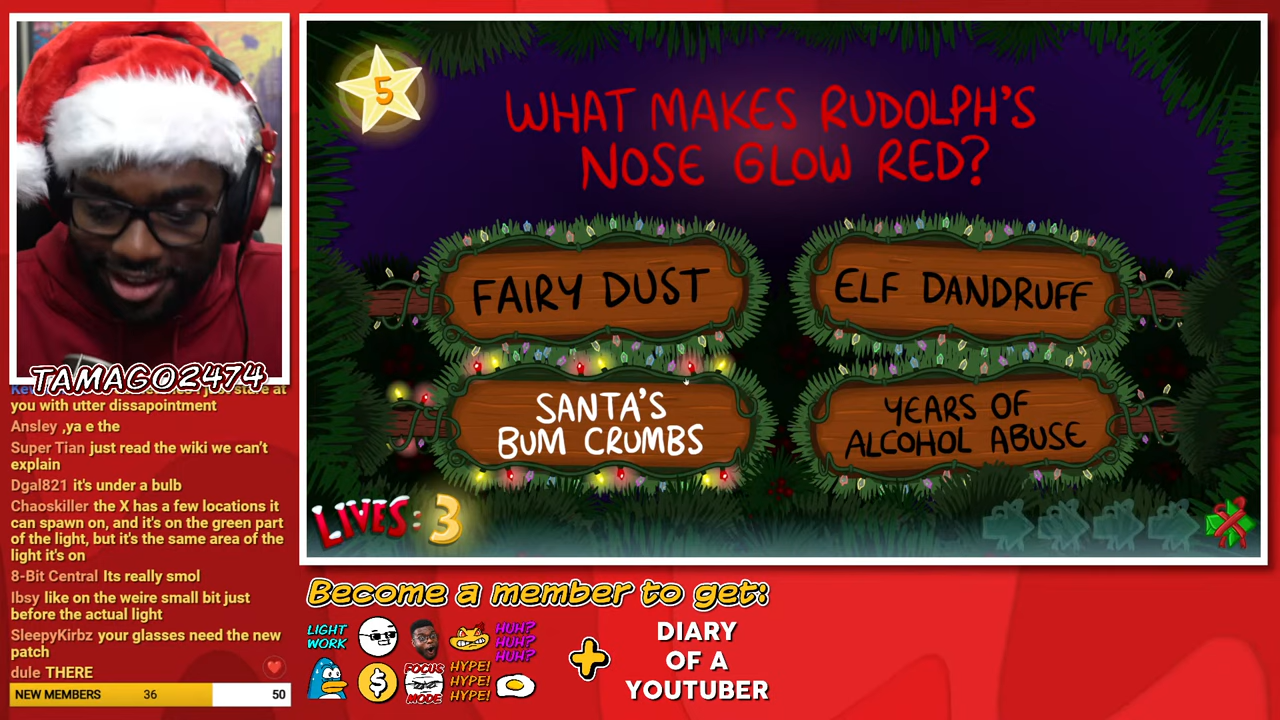 5
WHAT MAKES RUDOLPH'S
NOSE GLOW RED?
FAIRY DUST
ELF DANDRUFF
SANTA'S
BUM CRUMBS
YEARS OF
ALCOHOL ABUSE
LIVES: 3
TAMAGO2474
you with utter dissapointment
Ansley ,ya e the
Super Tian just read the wiki we can't
explain
Dgal821 it's under a bulb
Chaoskiller the X has a few locations it
can spawn on, and it's on the green part
of the light, but it's the same area of the
light it's on
8-Bit Central Its really smol
Ibsy like on the weire small bit just
before the actual light
SleepyKirbz your glasses need the new
patch
dule THERE
NEW MEMBERS 36 50
Become a member to get:
LIGHT
WORK
HUH?
HUH?
HUH?
FOCUS
MODE
HYPE!
HYPE!
HYPE!
DIARY
OF A
YOUTUBER